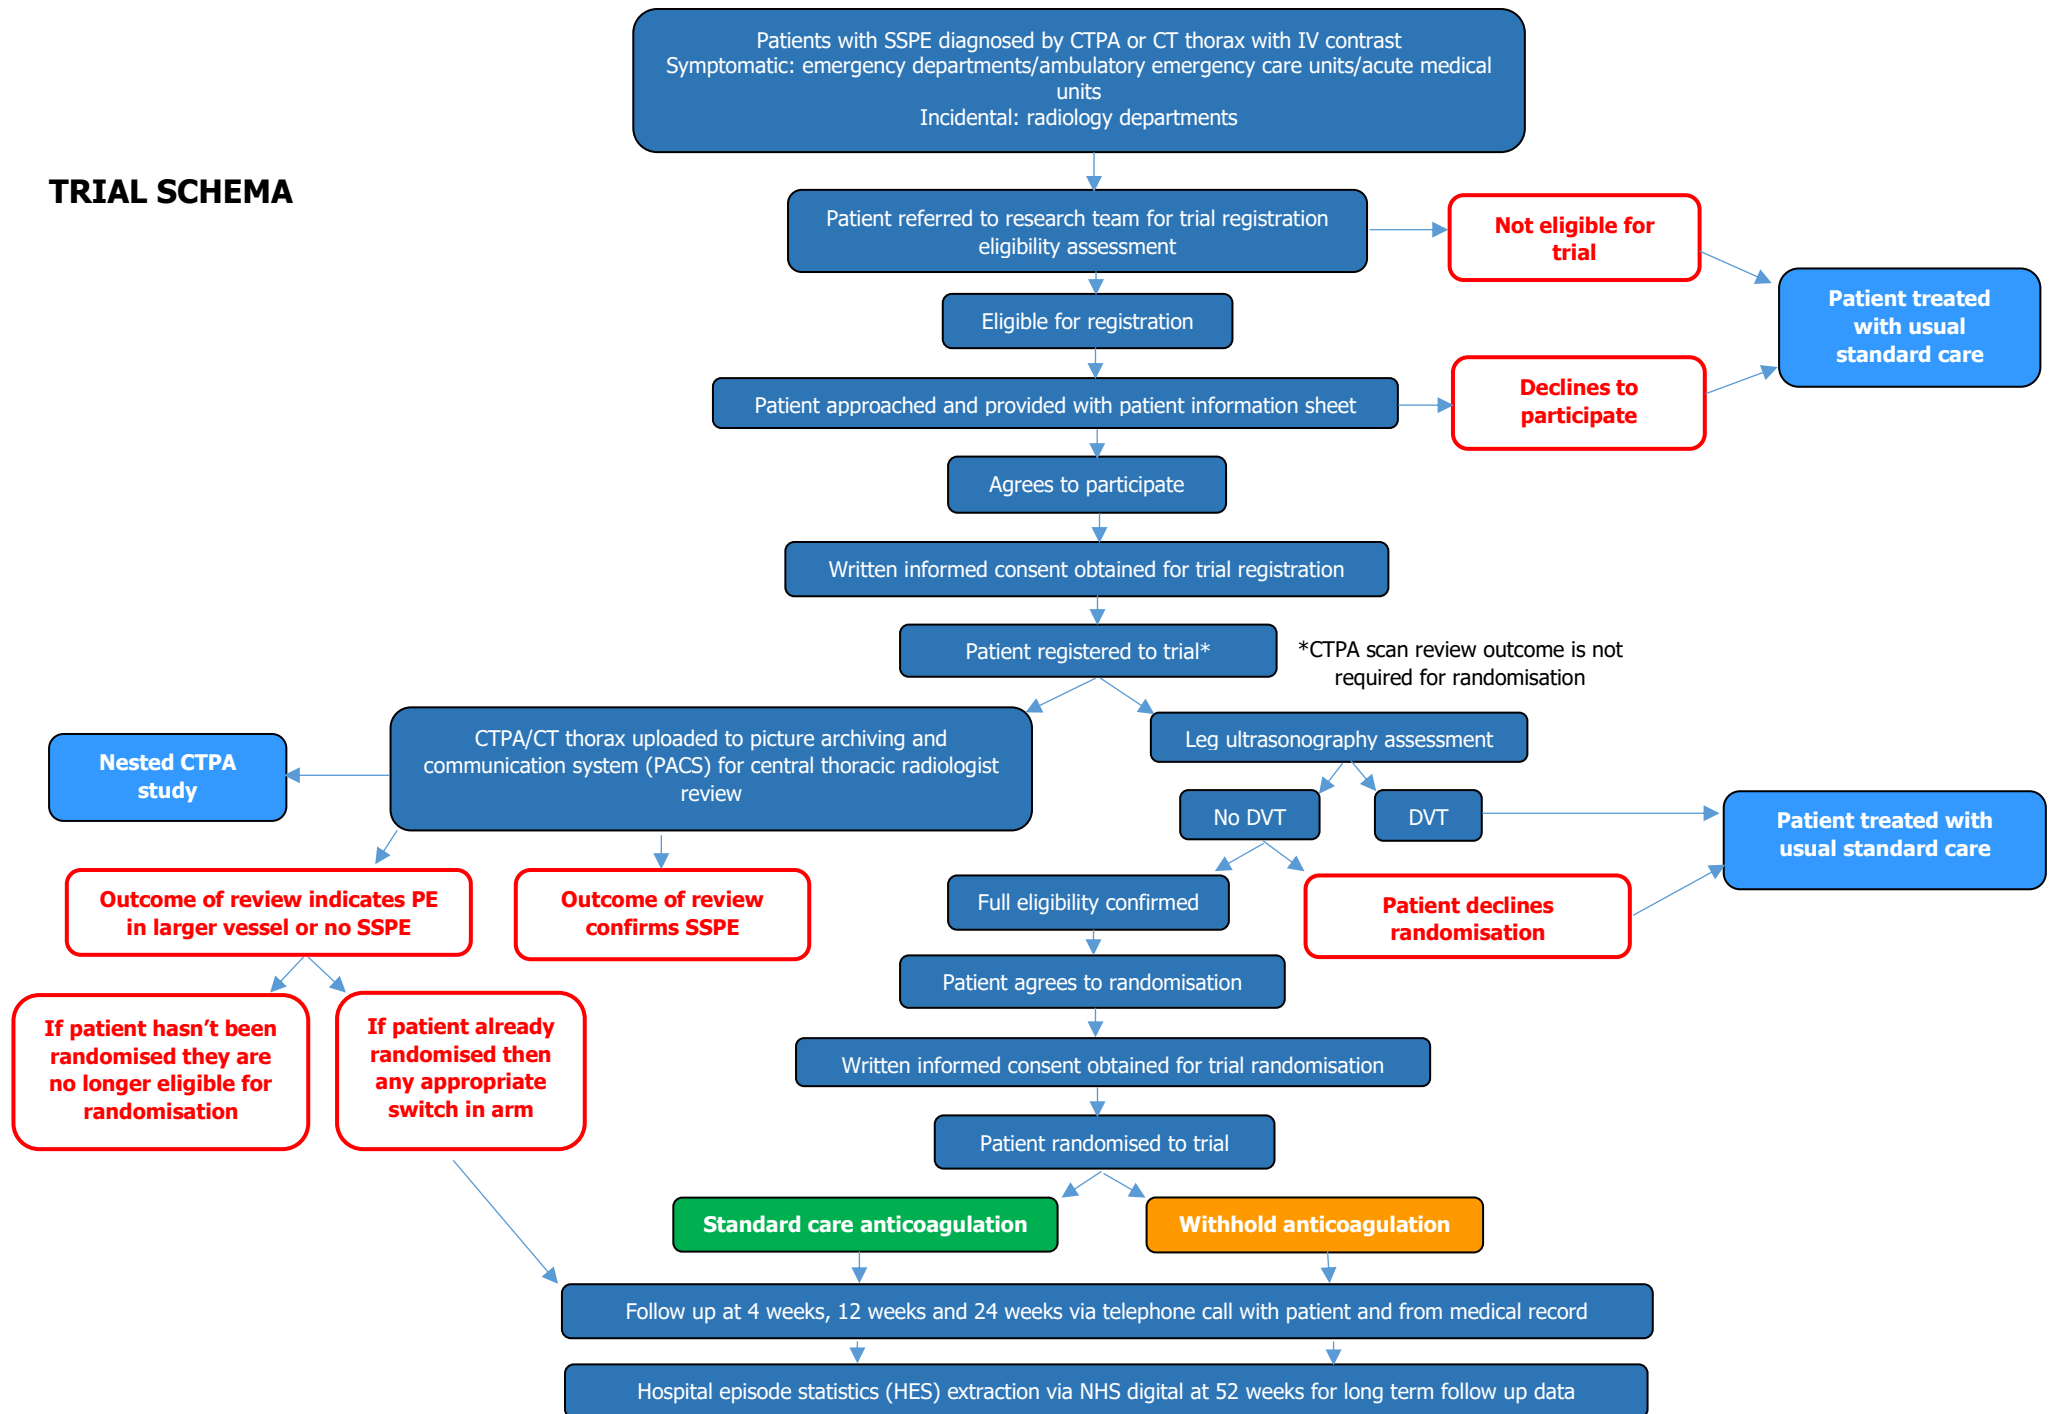 Patients with SSPE diagnosed by CTPA or CT thorax with IV contrast
Symptomatic: emergency departments/ambulatory emergency care units/acute medical
units
Incidental: radiology departments
TRIAL SCHEMA
Patient referred to research team for trial registration
eligibility assessment
Not eligible for
trial
Patient treated
with usual
standard care
Eligible for registration
Patient approached and provided with patient information sheet
Declines to
participate
Agrees to participate
Written informed consent obtained for trial registration
Patient registered to trial*
*CTPA scan review outcome is not
required for randomisation
Nested CTPA
study
CTPA/CT thorax uploaded to picture archiving and
communication system (PACS) for central thoracic radiologist
review
Leg ultrasonography assessment
No DVT
DVT
Patient treated with
usual standard care
Outcome of review indicates PE
in larger vessel or no SSPE
Outcome of review
confirms SSPE
Full eligibility confirmed
Patient declines
randomisation
Patient agrees to randomisation
If patient hasn’t been
randomised they are
no longer eligible for
randomisation
If patient already
randomised then
any appropriate
switch in arm
Written informed consent obtained for trial randomisation
Patient randomised to trial
Standard care anticoagulation
Withhold anticoagulation
Follow up at 4 weeks, 12 weeks and 24 weeks via telephone call with patient and from medical record
Hospital episode statistics (HES) extraction via NHS digital at 52 weeks for long term follow up data